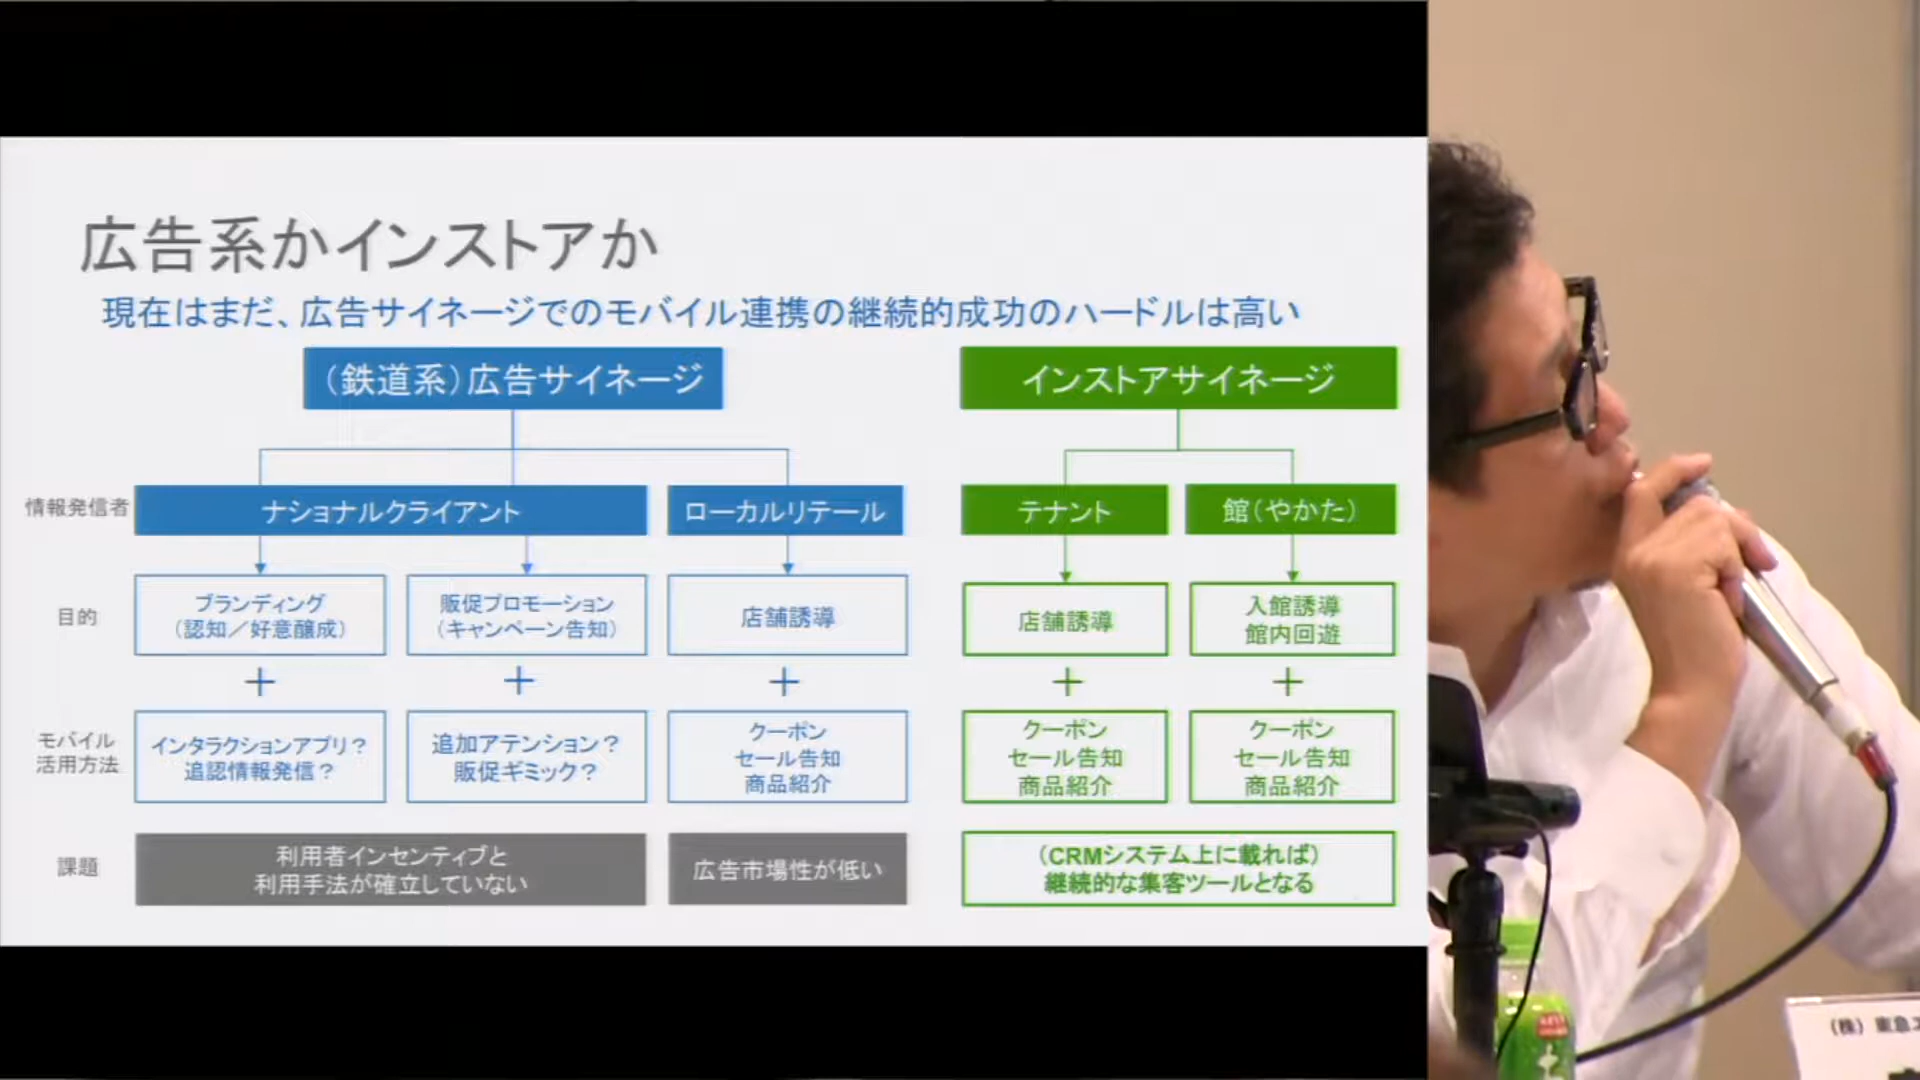 広告系かインストアか
現在はまだ、広告サイネージでのモバイル連携の継続的成功のハードルは高い
（鉄道系）広告サイネージ
インストアサイネージ
情報発信者
ナショナルクライアント
ローカルリテール
テナント
館（やかた）
目的
ブランディング
（認知／好意醸成）
販促プロモーション
（キャンペーン告知）
店舗誘導
店舗誘導
入館誘導
館内回遊
＋
＋
＋
＋
＋
モバイル
活用方法
インタラクションアプリ？
追認情報発信？
追加アテンション？
販促ギミック？
クーポン
セール告知
商品紹介
クーポン
セール告知
商品紹介
クーポン
セール告知
商品紹介
課題
利用者インセンティブと
利用手法が確立していない
広告市場性が低い
（CRMシステム上に載れば）
継続的な集客ツールとなる
（株）東急